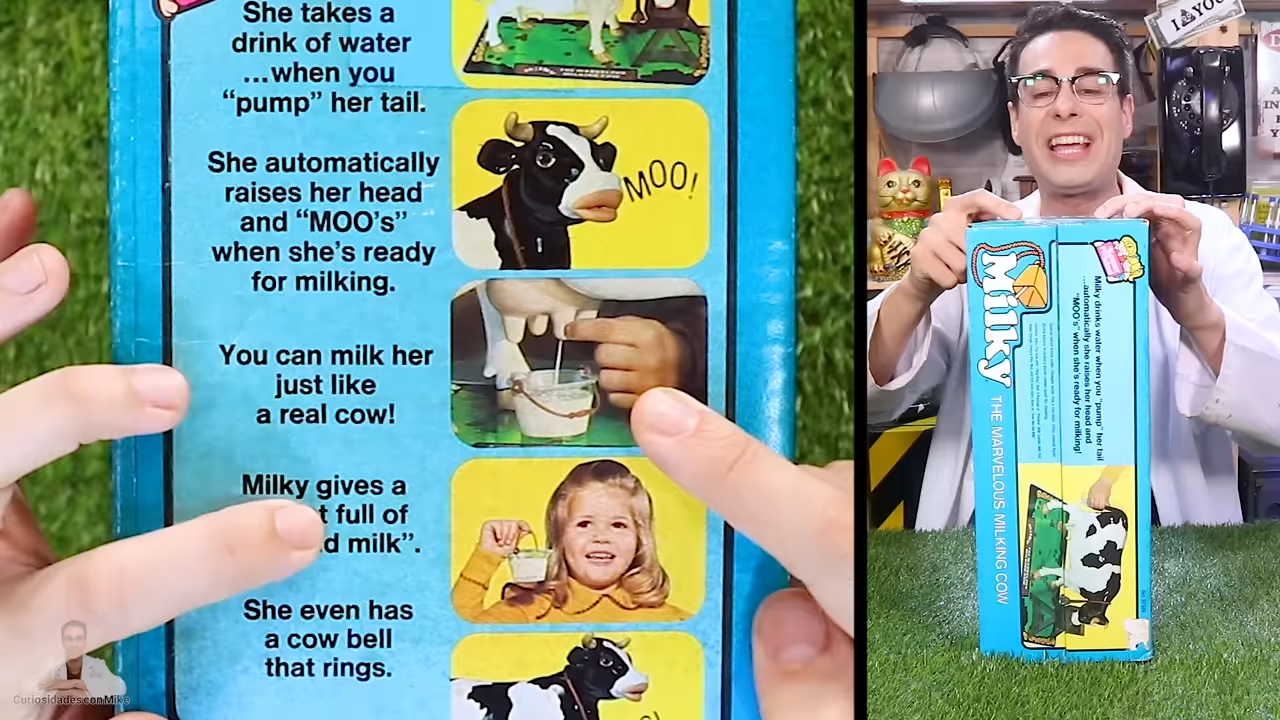 She takes a
drink of water
...when you
“pump” her tail.
She automatically
raises her head
and “MOO’s”
when she’s ready
for milking.
MOO!
You can milk her
just like
a real cow!
Milky gives a
t full of
d milk”.
She even has
a cow bell
that rings.
CuriosidadesconMike
I YOU
Milky
THE MARVELOUS MILKING COW
Milky drinks water when you “pump” her tail
...automatically she raises her head and
“MOO’s” when she’s ready for milking!